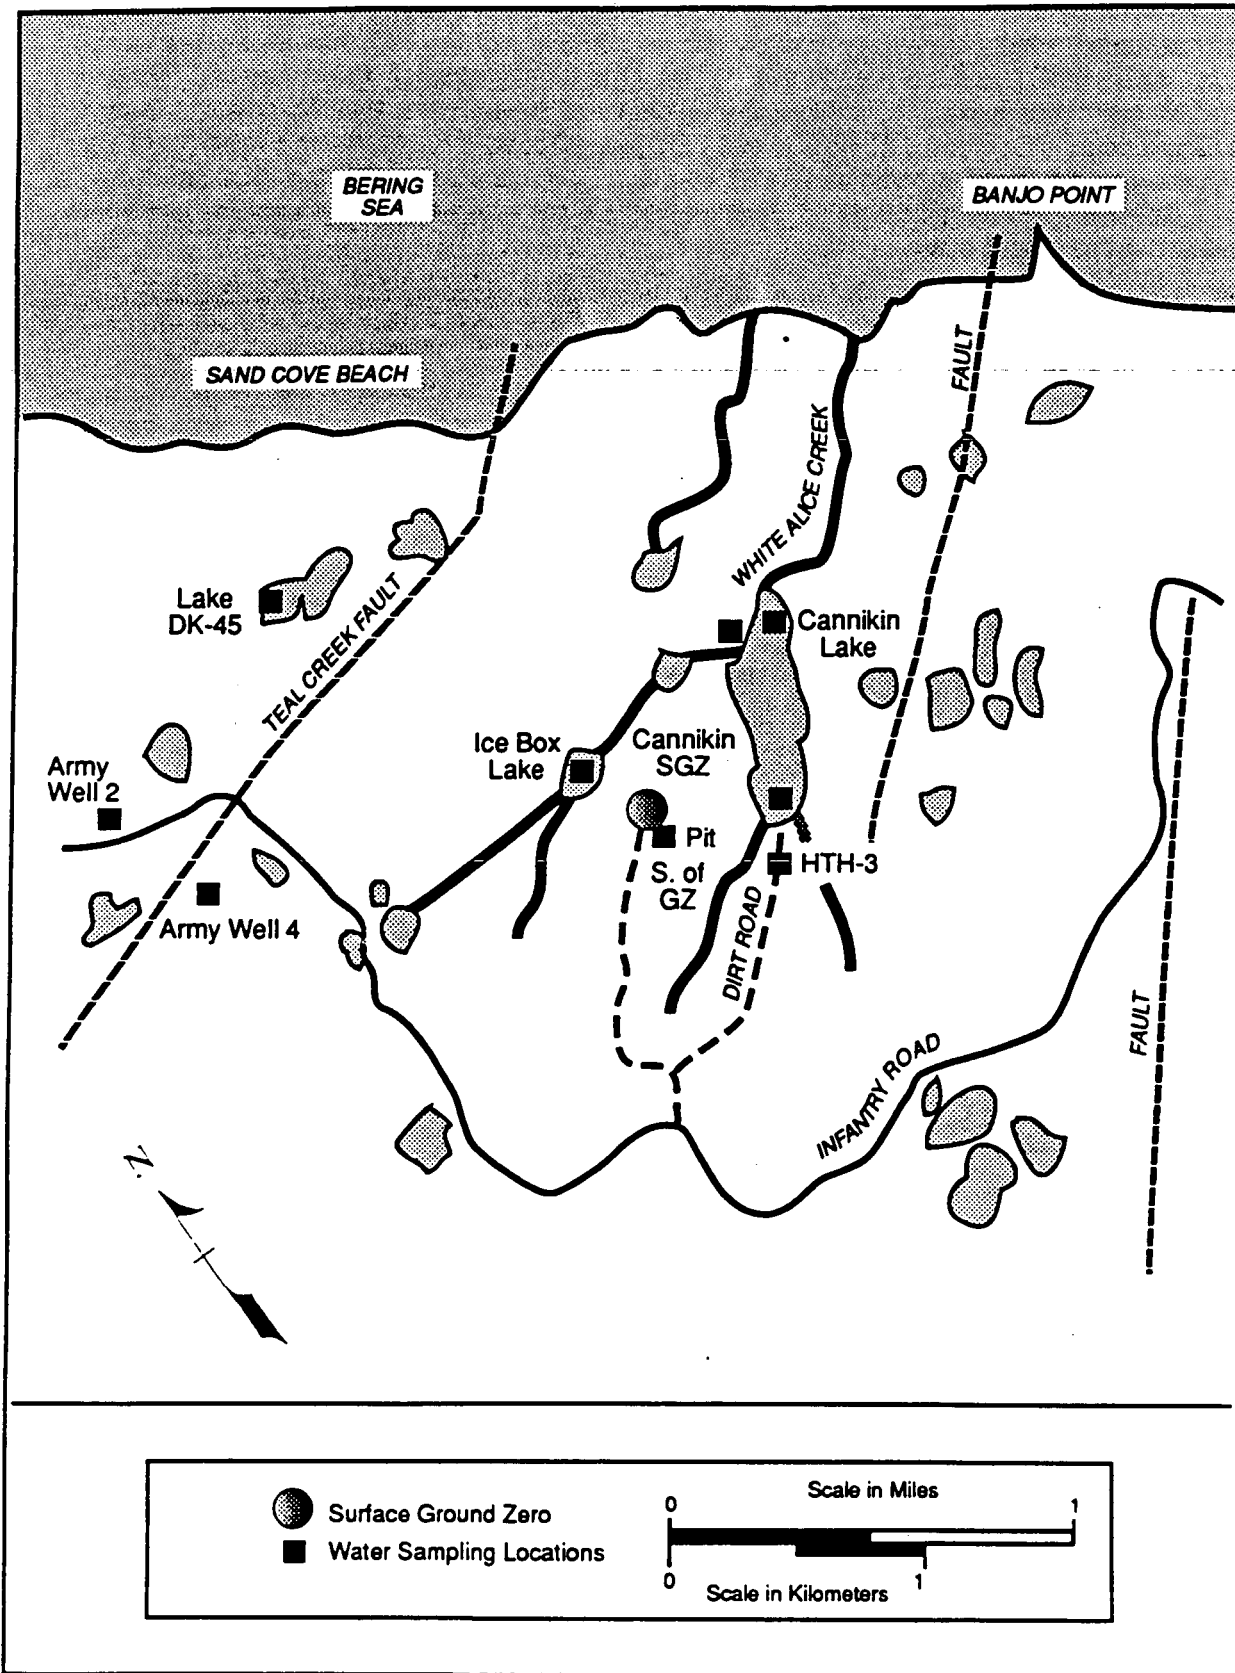 BERING
SEA
BANJO POINT
SAND COVE BEACH
FAULT
WHITE ALICE CREEK
Lake
DK-45
TEAL CREEK FAULT
Cannikin
Lake
Army
Well 2
Ice Box
Lake
Cannikin
SGZ
Pit
S. of
GZ
HTH-3
Army Well 4
DIRT ROAD
FAULT
INFANTRY ROAD
N
Surface Ground Zero
Water Sampling Locations
Scale in Miles
0
1
0
1
Scale in Kilometers